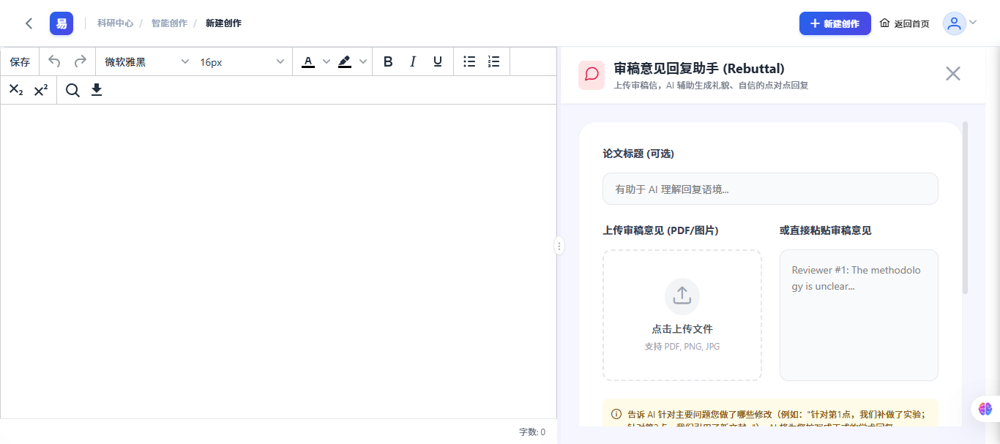 易 科研中心 / 智能创作 / 新建创作
新建创作 返回首页
保存 微软雅黑 16px A B I U
X₂ X²
审稿意见回复助手 (Rebuttal)
上传审稿信，AI 辅助生成礼貌、自信的点对点回复
论文标题 (可选)
有助于 AI 理解回复语境...
上传审稿意见 (PDF/图片)
或直接粘贴审稿意见
点击上传文件
支持 PDF, PNG, JPG
Reviewer #1: The methodolo
gy is unclear...
告诉 AI 针对主要问题您做了哪些修改（例如："针对第1点，我们补做了实验；
字数: 0